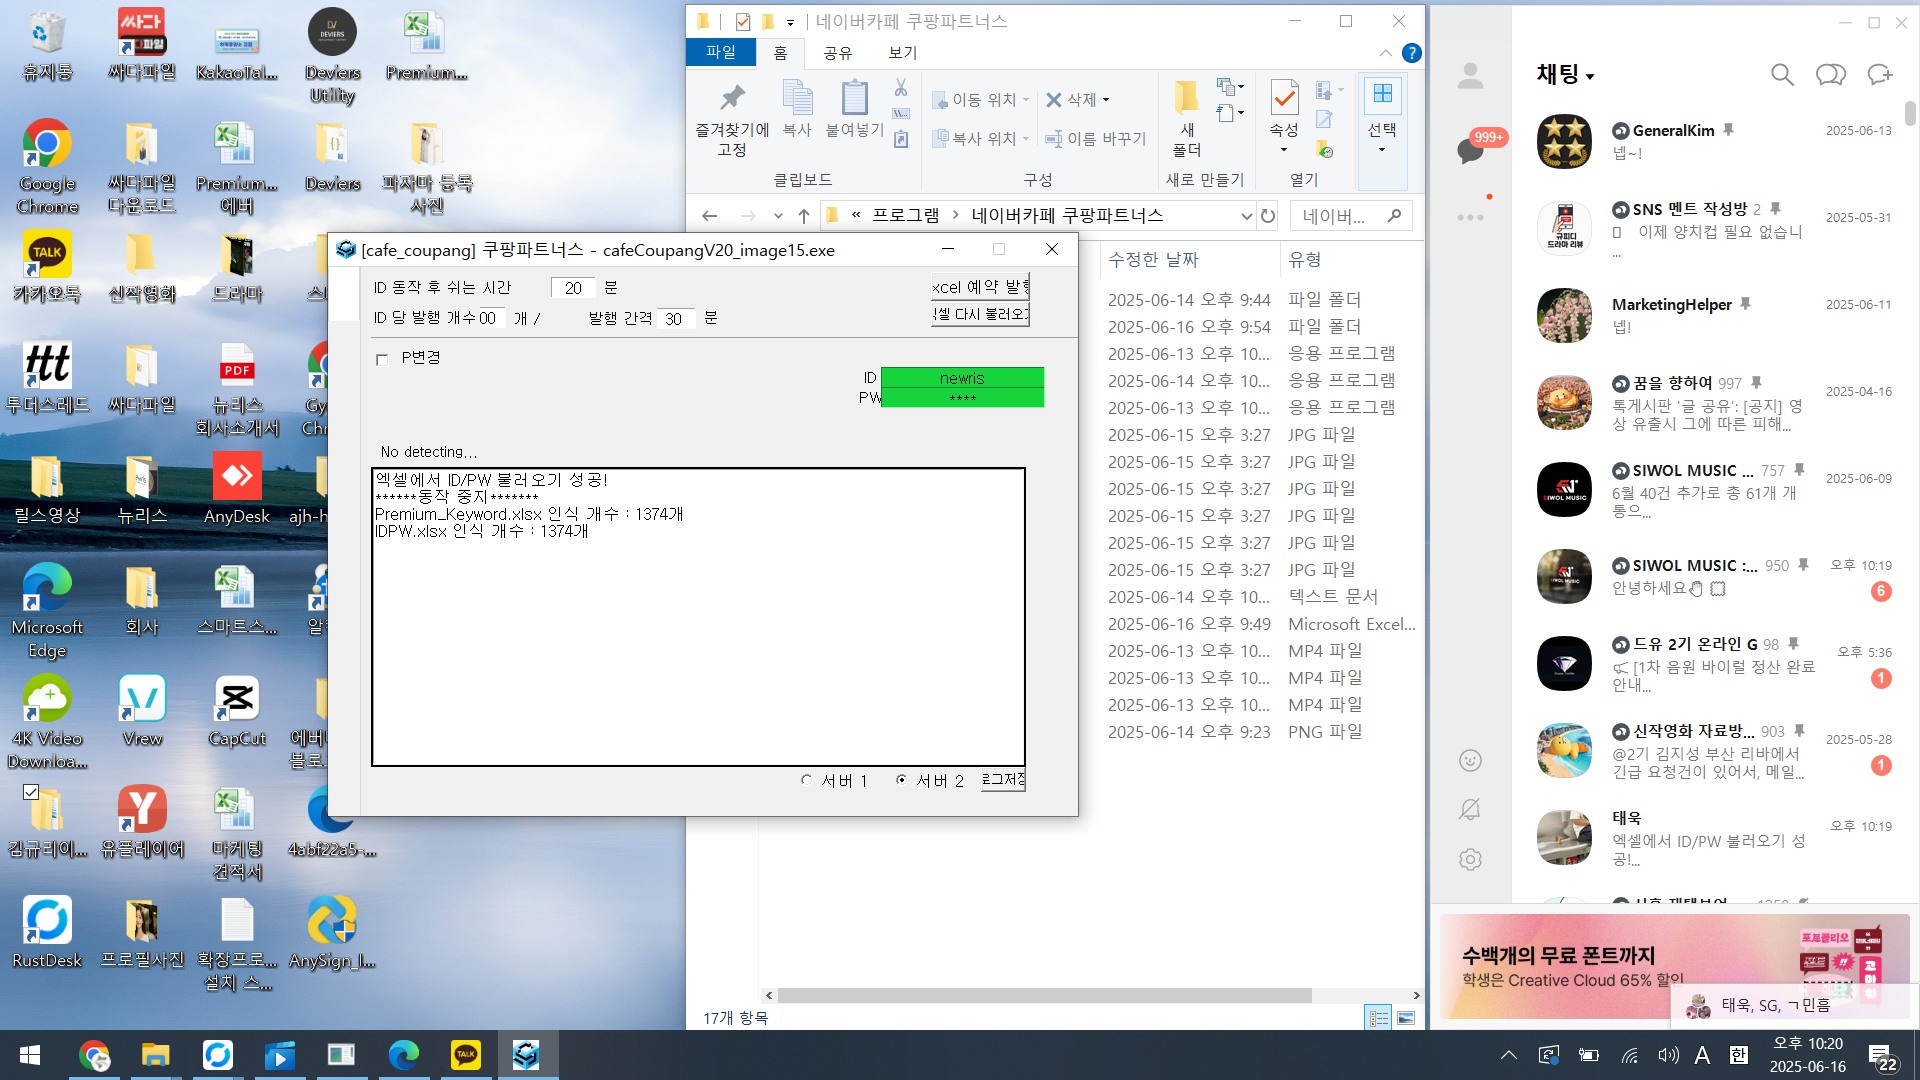 휴지통
싸다파일
KakaoTal...
Deviers Utility
Premium...
Google Chrome
싸다파일 다운로드
Premium... 에버
Deviers
파자마 등록 사진
카카오톡
신작영화
드라마
투더스레드
싸다파일
뉴리스 회사소개서
릴스영상
뉴리스
AnyDesk
ajh-h
Microsoft Edge
회사
스마트스...
4K Video Downloa...
Vrew
CapCut
김규리이...
유플레이어
마케팅 견적서
4abf22a5-...
RustDesk
프로필사진
확장프로... 설치 스...
AnySign_I...
네이버카페 쿠팡파트너스
파일
홈
공유
보기
즐겨찾기에 고정
복사
붙여넣기
이동 위치
복사 위치
삭제
이름 바꾸기
새 폴더
속성
선택
클립보드
구성
새로 만들기
열기
« 프로그램 > 네이버카페 쿠팡파트너스
네이버...
수정한 날짜
유형
2025-06-14 오후 9:44 파일 폴더
2025-06-16 오후 9:54 파일 폴더
2025-06-13 오후 10... 응용 프로그램
2025-06-14 오후 10... 응용 프로그램
2025-06-13 오후 10... 응용 프로그램
2025-06-15 오후 3:27 JPG 파일
2025-06-15 오후 3:27 JPG 파일
2025-06-15 오후 3:27 JPG 파일
2025-06-15 오후 3:27 JPG 파일
2025-06-15 오후 3:27 JPG 파일
2025-06-15 오후 3:27 JPG 파일
2025-06-14 오후 10... 텍스트 문서
2025-06-16 오후 9:49 Microsoft Excel...
2025-06-13 오후 10... MP4 파일
2025-06-13 오후 10... MP4 파일
2025-06-13 오후 10... MP4 파일
2025-06-14 오후 9:23 PNG 파일
17개 항목
[cafe_coupang] 쿠팡파트너스 - cafeCoupangV20_image15.exe
ID 동작 후 쉬는 시간 20 분
ID 당 발행 개수 00 개 / 발행 간격 30 분
xcel 예약 발행
엑셀 다시 불러오기
P변경
ID newris
PW ****
No detecting...
엑셀에서 ID/PW 불러오기 성공!
******동작 중지*******
Premium_Keyword.xlsx 인식 개수 : 1374개
IDPW.xlsx 인식 개수 : 1374개
서버 1
서버 2
로그저장
채팅
999+
GeneralKim
2025-06-13
넵~!
SNS 멘트 작성방 2
2025-05-31
이제 양치컵 필요 없습니
...
규피디 드라마 리뷰
MarketingHelper
2025-06-11
넵!
꿈을 향하여 997
2025-04-16
톡게시판 '글 공유': [공지] 영
상 유출시 그에 따른 피해...
SIWOL MUSIC ... 757
2025-06-09
6월 40건 추가로 총 61개 개
통으...
SIWOL MUSIC :... 950
오후 10:19
안녕하세요
6
드유 2기 온라인 G 98
오후 5:36
[1차 음원 바이럴 정산 완료
안내...
1
신작영화 자료방... 903
2025-05-28
@2기 김지성 부산 리바에서
긴급 요청건이 있어서, 메일...
1
태욱
오후 10:19
엑셀에서 ID/PW 불러오기 성
공!...
수백개의 무료 폰트까지
학생은 Creative Cloud 65% 할인
포트폴리오
태욱, SG, ㄱ민흠
A
한
오후 10:20
2025-06-16
22